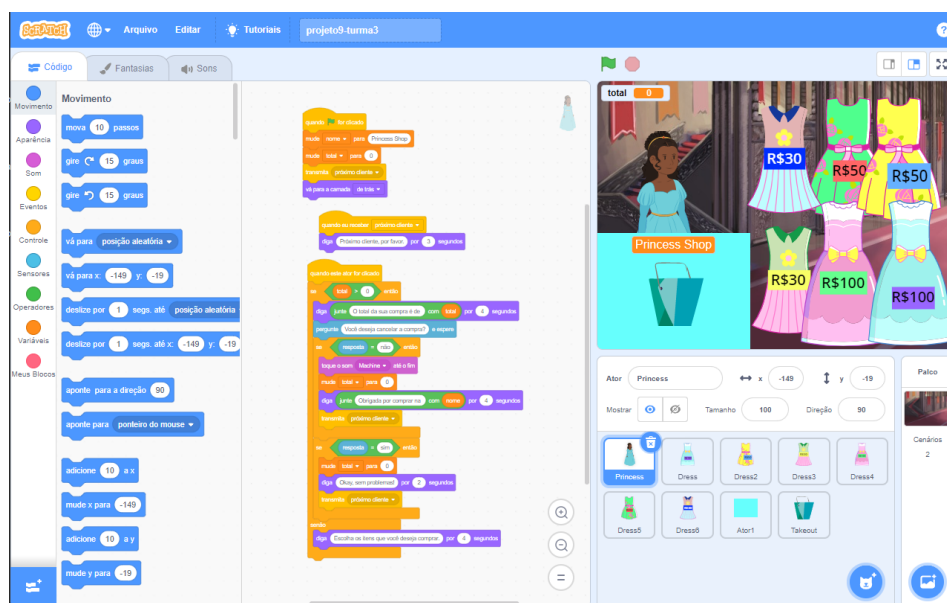 SCRATCH Arquivo Editar Tutoriais projeto9-turma3
Código Fantasias Sons
Movimento
Aparência
Som
Eventos
Controle
Sensores
Operadores
Variáveis
Meus Blocos
Movimento
mova 10 passos
gire 15 graus
gire 15 graus
vá para posição aleatória
vá para x: -149 y: -19
deslize por 1 segs. até posição aleatória
deslize por 1 segs. até x: -149 y: -19
aponte para a direção 90
aponte para ponteiro do mouse
adicione 10 a x
mude x para -149
adicione 10 a y
mude y para -19
quando for clicado
mude nome para Princess Shop
mude total para 0
transmita próximo cliente
vá para a camada de trás
quando eu receber próximo cliente
diga Próximo cliente, por favor. por 3 segundos
quando este ator for clicado
se total > 0 então
diga junte O total da sua compra é de com total por 4 segundos
pergunte Você deseja cancelar a compra? e espere
se resposta = não então
toque o som Machine até o fim
mude total para 0
diga junte Obrigada por comprar na com nome por 4 segundos
transmita próximo cliente
se resposta = sim então
mude total para 0
diga Okay, sem problemas! por 2 segundos
transmita próximo cliente
senão
diga Escolha os itens que você deseja comprar. por 4 segundos
total 0
R$30
R$50
R$50
Princess Shop
R$30
R$100
R$100
Ator Princess x -149 y -19
Mostrar Tamanho 100 Direção 90
Princess Dress Dress2 Dress3 Dress4
Dress5 Dress6 Ator1 Takeout
Palco
Cenários
2